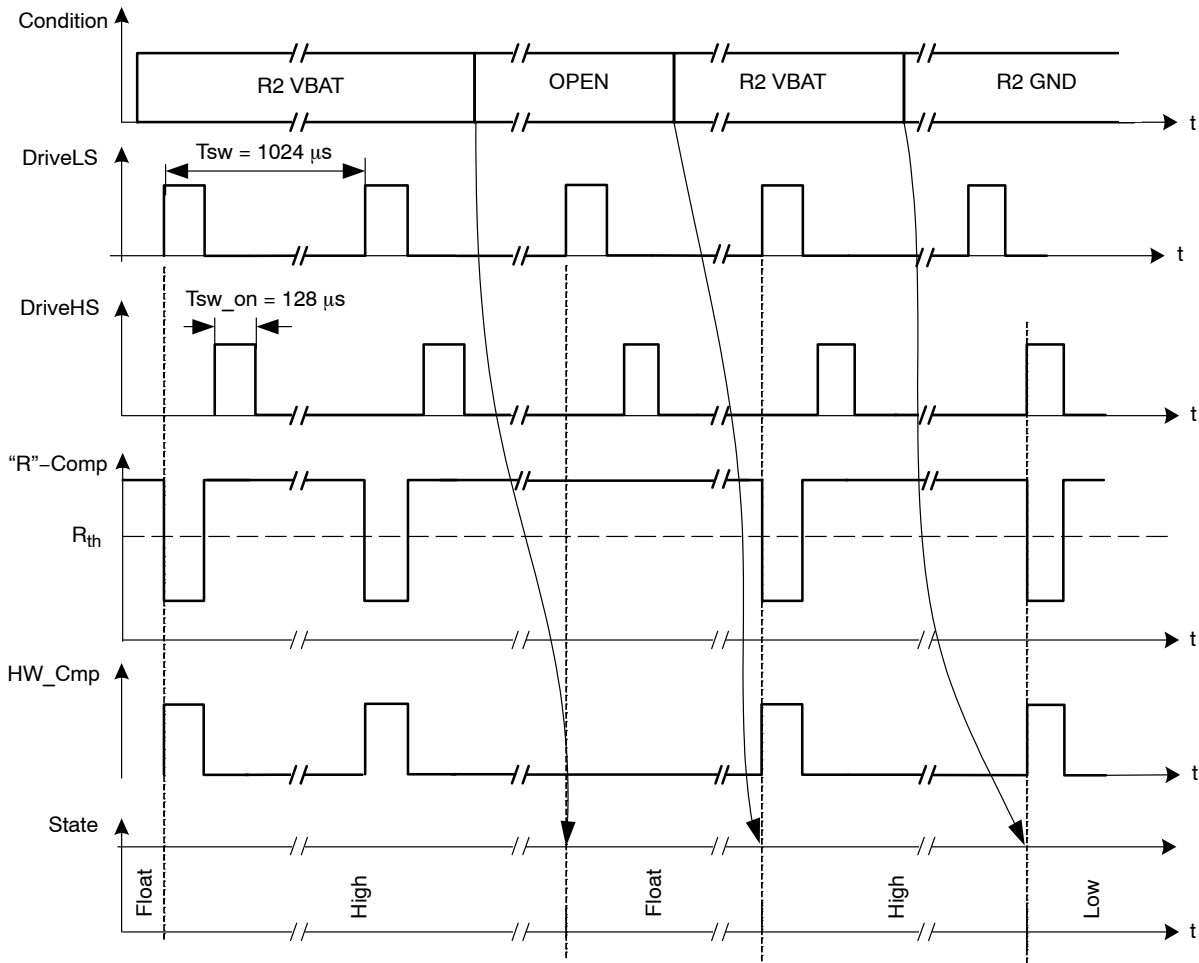 Condition
R2 VBAT
OPEN
R2 VBAT
R2 GND
t
DriveLS
Tsw = 1024 μs
t
DriveHS
Tsw_on = 128 μs
t
“R”−Comp
Rth
t
HW_Cmp
t
State
Float
High
Float
High
Low
t